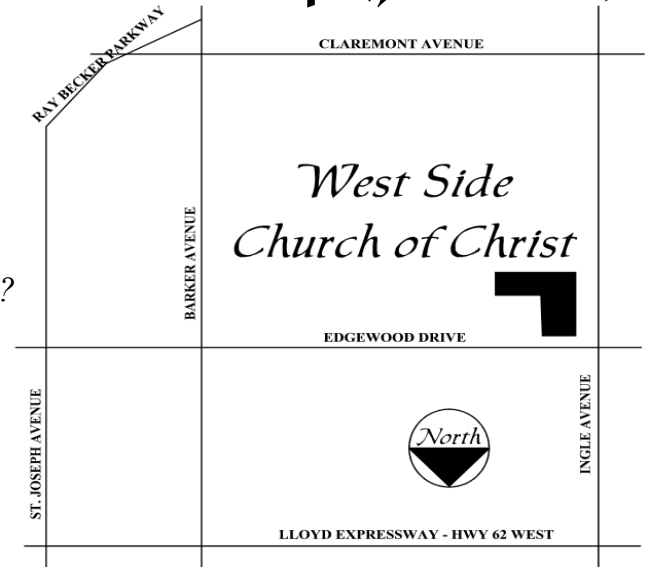 RAY BECKER PARKWAY
CLAREMONT AVENUE
West Side
Church of Christ
BARKER AVENUE
?
EDGEWOOD DRIVE
ST. JOSEPH AVENUE
INGLE AVENUE
North
LLOYD EXPRESSWAY - HWY 62 WEST